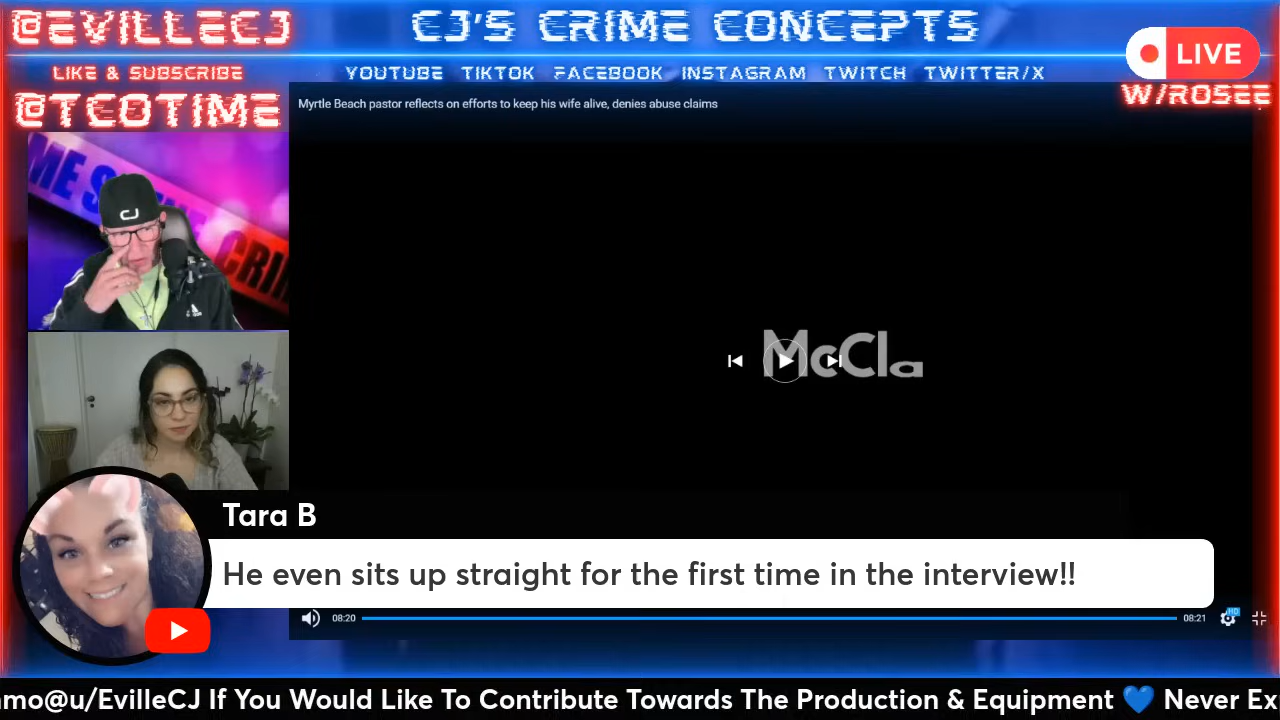 @EVILLECJ
CJ'S CRIME CONCEPTS
LIVE
LIKE & SUBSCRIBE
YOUTUBE TIKTOK FACEBOOK INSTAGRAM TWITCH TWITTER/X
W/ROSEE
@TCOTIME
Myrtle Beach pastor reflects on efforts to keep his wife alive, denies abuse claims
CJ
McCla
Tara B
He even sits up straight for the first time in the interview!!
08:20
08:21
HD
mo@u/EvilleCJ If You Would Like To Contribute Towards The Production & Equipment 💙 Never Ex